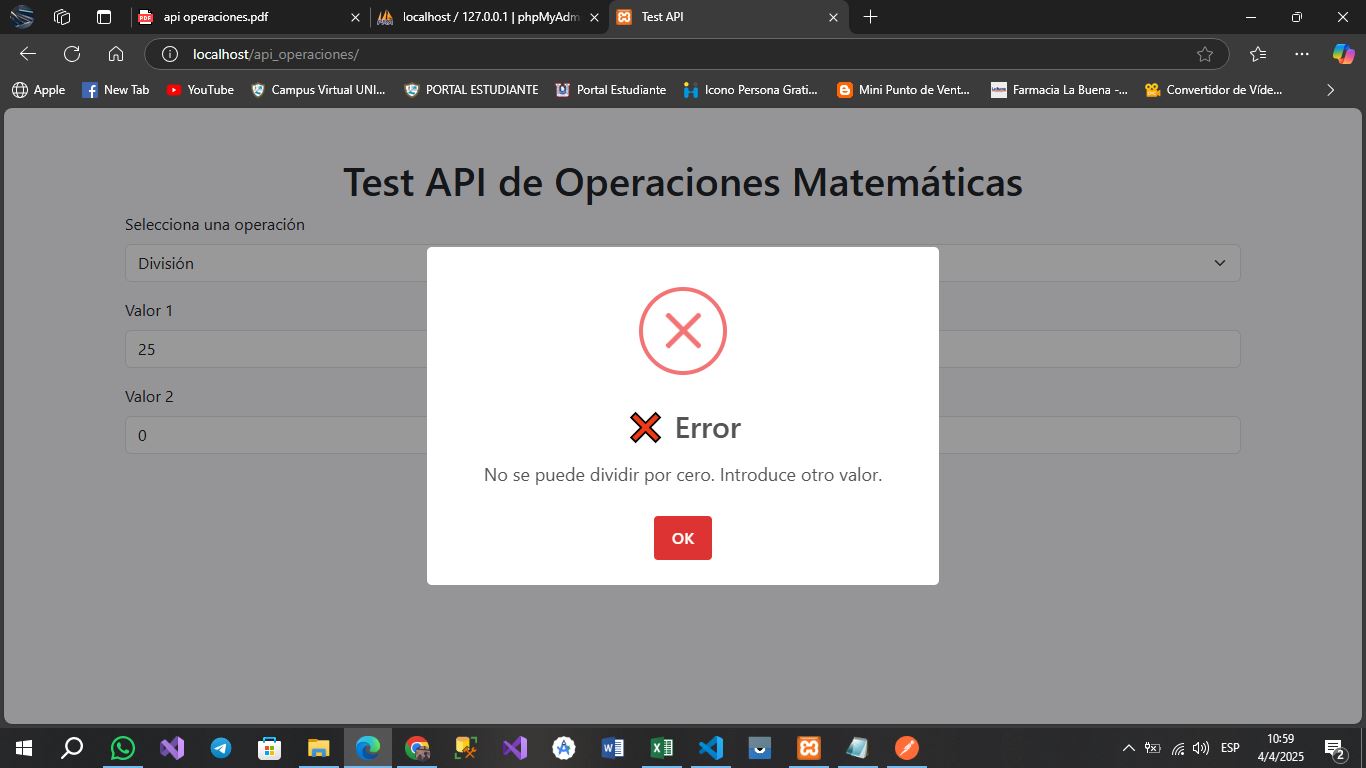 api operaciones.pdf
localhost / 127.0.0.1 | phpMyAdm
Test API
localhost/api_operaciones/
Apple
New Tab
YouTube
Campus Virtual UNI...
PORTAL ESTUDIANTE
Portal Estudiante
Icono Persona Grati...
Mini Punto de Vent...
Farmacia La Buena -...
Convertidor de Víde...
Test API de Operaciones Matemáticas
Selecciona una operación
División
Valor 1
25
Valor 2
0
Error
No se puede dividir por cero. Introduce otro valor.
OK
ESP
10:59
4/4/2025
2